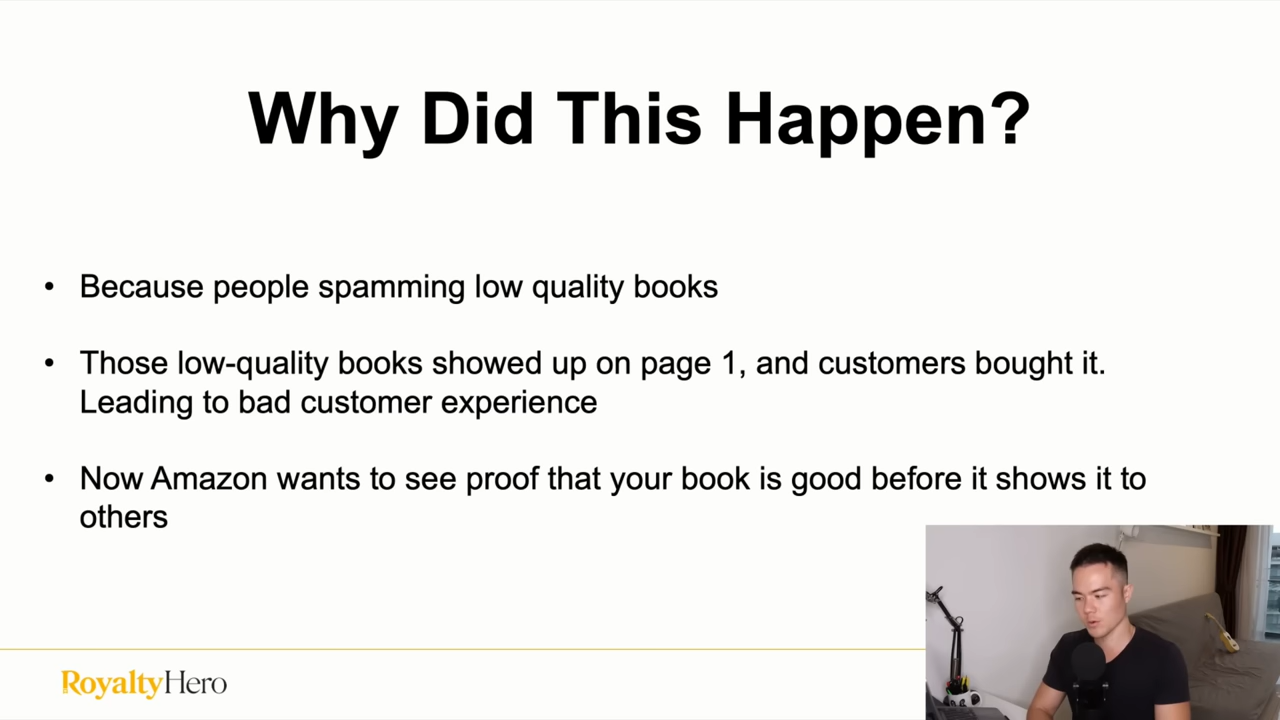 Why Did This Happen?
• Because people spamming low quality books
• Those low-quality books showed up on page 1, and customers bought it.
Leading to bad customer experience
• Now Amazon wants to see proof that your book is good before it shows it to
others
RoyaltyHero